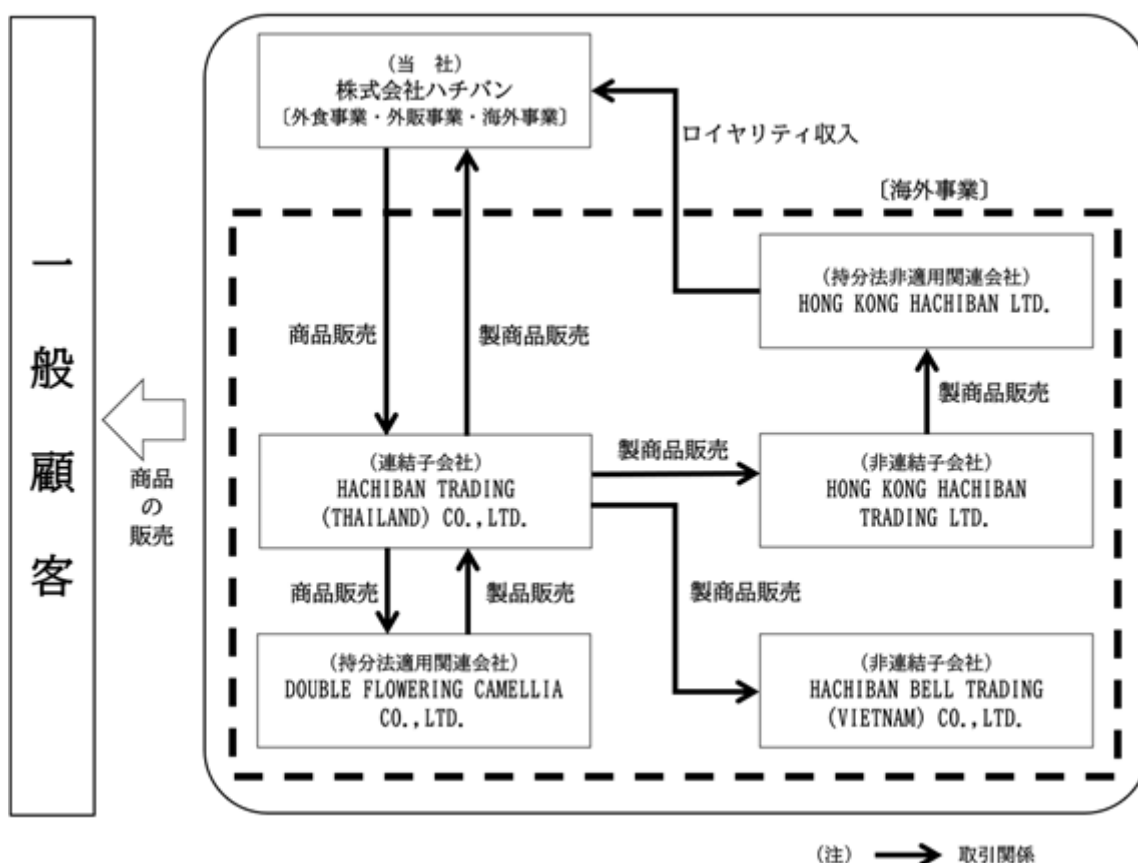 一般顧客
商品
の
販売
(当　社)
株式会社ハチバン
〔外食事業・外販事業・海外事業〕
ロイヤリティ収入
〔海外事業〕
(持分法非適用関連会社)
HONG KONG HACHIBAN LTD.
商品販売
製商品販売
製商品販売
(連結子会社)
HACHIBAN TRADING
(THAILAND) CO.,LTD.
製商品販売
(非連結子会社)
HONG KONG HACHIBAN
TRADING LTD.
商品販売
製品販売
製商品販売
(持分法適用関連会社)
DOUBLE FLOWERING CAMELLIA
CO.,LTD.
(非連結子会社)
HACHIBAN BELL TRADING
(VIETNAM) CO.,LTD.
(注)　取引関係